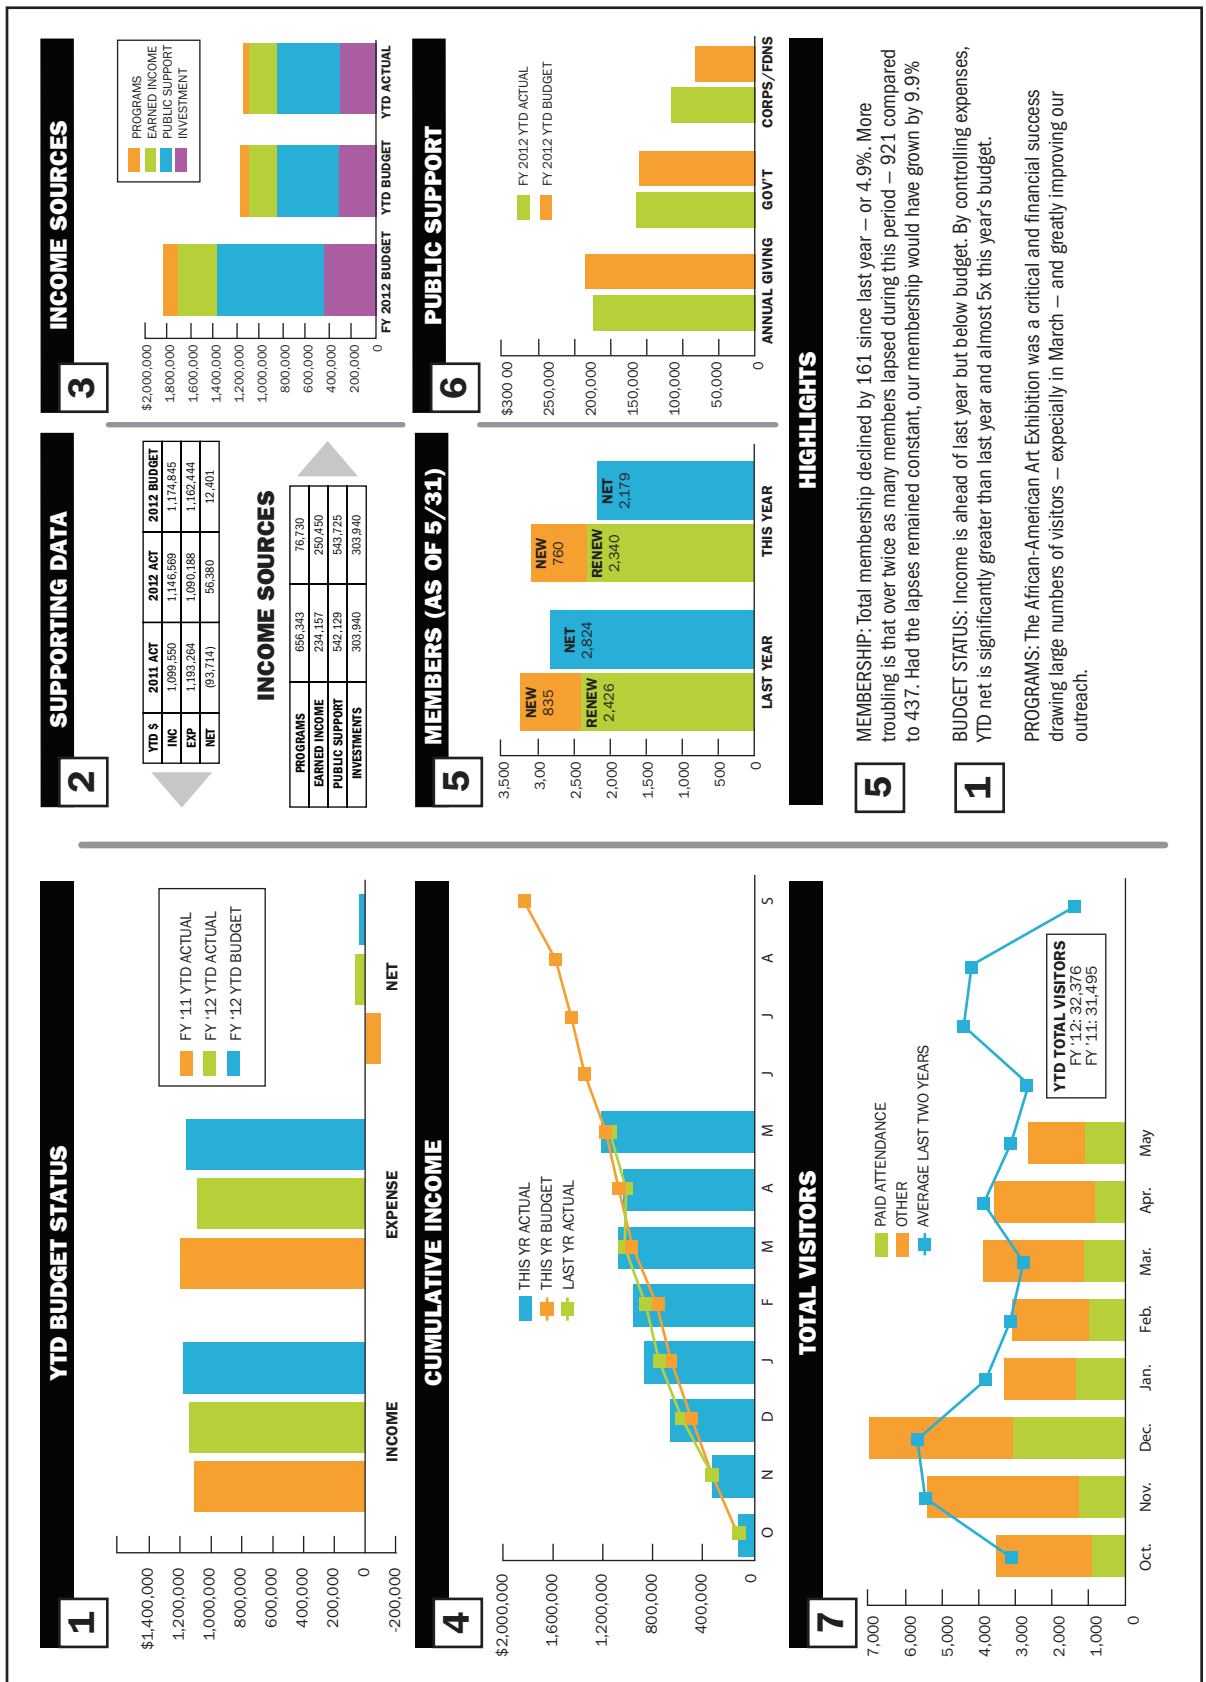 1
YTD BUDGET STATUS
$1,400,000
1,200,000
1,000,000
800,000
600,000
400,000
200,000
0
-200,000
INCOME
EXPENSE
NET
FY ‘11 YTD ACTUAL
FY ‘12 YTD ACTUAL
FY ‘12 YTD BUDGET
2
SUPPORTING DATA
YTD $ 2011 ACT 2012 ACT 2012 BUDGET
INC 1,099,550 1,146,569 1,174,845
EXP 1,193,264 1,090,188 1,162,444
NET (93,714) 56,380 12,401
INCOME SOURCES
PROGRAMS 656,343 76,730
EARNED INCOME 234,157 250,450
PUBLIC SUPPORT 542,129 543,725
INVESTMENTS 303,940 303,940
3
INCOME SOURCES
$2,000,000
1,800,000
1,600,000
1,400,000
1,200,000
1,000,000
800,000
600,000
400,000
200,000
0
FY 2012 BUDGET
YTD BUDGET
YTD ACTUAL
PROGRAMS
EARNED INCOME
PUBLIC SUPPORT
INVESTMENT
4
CUMULATIVE INCOME
$2,000,000
1,600,000
1,200,000
800,000
400,000
0
O N D J F M A M J J A S
THIS YR ACTUAL
THIS YR BUDGET
LAST YR ACTUAL
5
MEMBERS (AS OF 5/31)
3,500
3,00
2,500
2,000
1,500
1,000
500
0
NEW
835
RENEW
2,426
NET
2,824
NEW
760
RENEW
2,340
NET
2,179
LAST YEAR
THIS YEAR
6
PUBLIC SUPPORT
$300 00
250,000
200,000
150,000
100,000
50,000
0
ANNUAL GIVING
GOV’T
CORPS/FDNS
FY 2012 YTD ACTUAL
FY 2012 YTD BUDGET
7
TOTAL VISITORS
7,000
6,000
5,000
4,000
3,000
2,000
1,000
0
Oct. Nov. Dec. Jan. Feb. Mar. Apr. May
PAID ATTENDANCE
OTHER
AVERAGE LAST TWO YEARS
YTD TOTAL VISITORS
FY ‘12: 32,376
FY ’11: 31,495
HIGHLIGHTS
5
MEMBERSHIP: Total membership declined by 161 since last year — or 4.9%. More
troubling is that over twice as many members lapsed during this period — 921 compared
to 437. Had the lapses remained constant, our membership would have grown by 9.9%
1
BUDGET STATUS: Income is ahead of last year but below budget. By controlling expenses,
YTD net is significantly greater than last year and almost 5x this year’s budget.
PROGRAMS: The African-American Art Exhibition was a critical and financial success
drawing large numbers of visitors — especially in March — and greatly improving our
outreach.